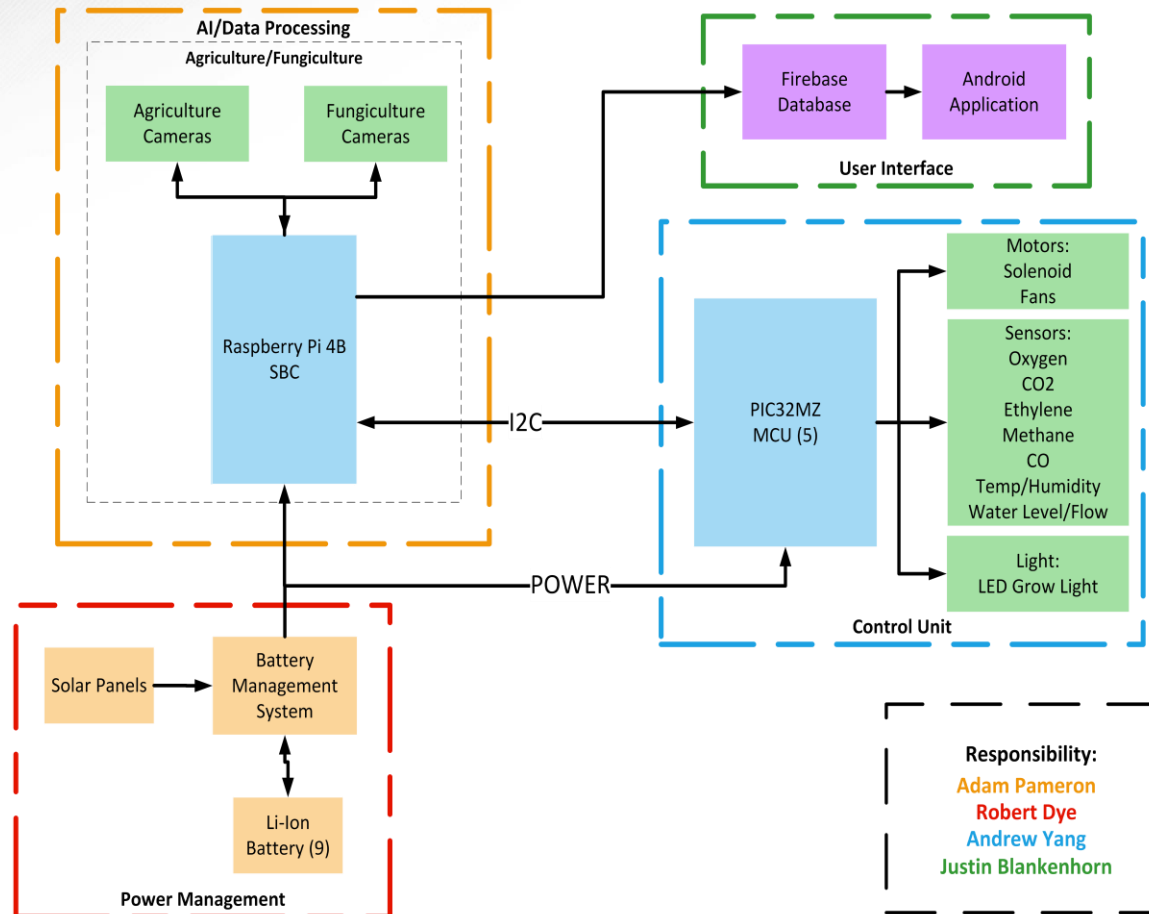 AI/Data Processing
Agriculture/Fungiculture
Agriculture
Cameras
Fungiculture
Cameras
Raspberry Pi 4B
SBC
Firebase
Database
Android
Application
User Interface
I2C
PIC32MZ
MCU (5)
Motors:
Solenoid
Fans
Sensors:
Oxygen
CO2
Ethylene
Methane
CO
Temp/Humidity
Water Level/Flow
Light:
LED Grow Light
Control Unit
POWER
Solar Panels
Battery
Management
System
Li-Ion
Battery (9)
Power Management
Responsibility:
Adam Pameron
Robert Dye
Andrew Yang
Justin Blankenhorn